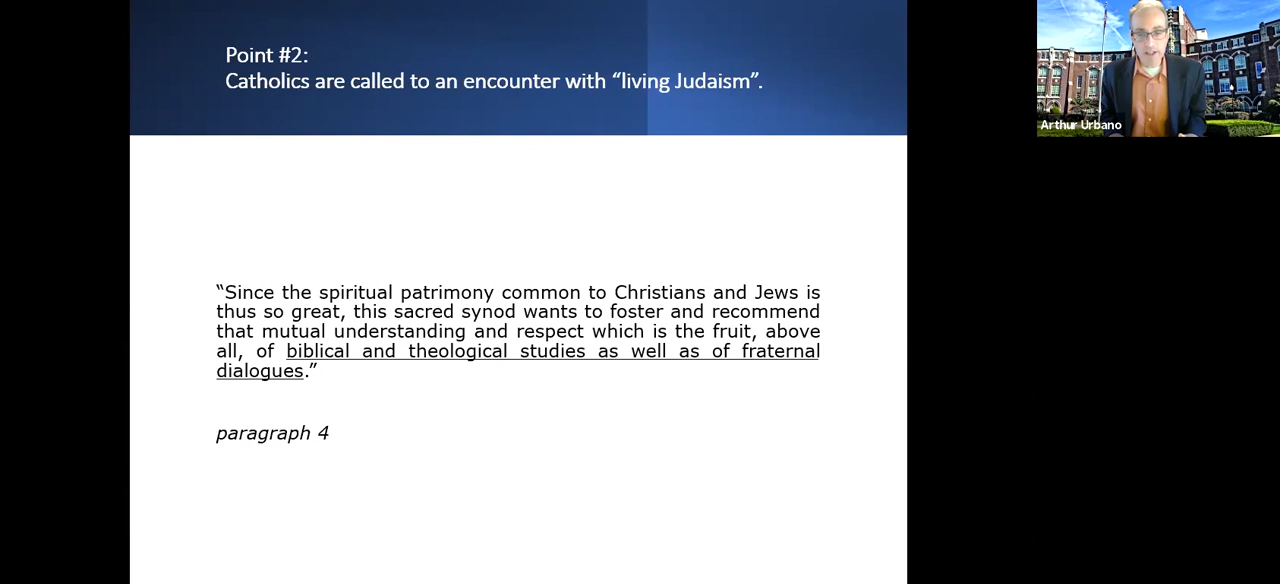 Point #2:
Catholics are called to an encounter with “living Judaism”.
Arthur Urbano
“Since the spiritual patrimony common to Christians and Jews is
thus so great, this sacred synod wants to foster and recommend
that mutual understanding and respect which is the fruit, above
all, of biblical and theological studies as well as of fraternal
dialogues.”
paragraph 4